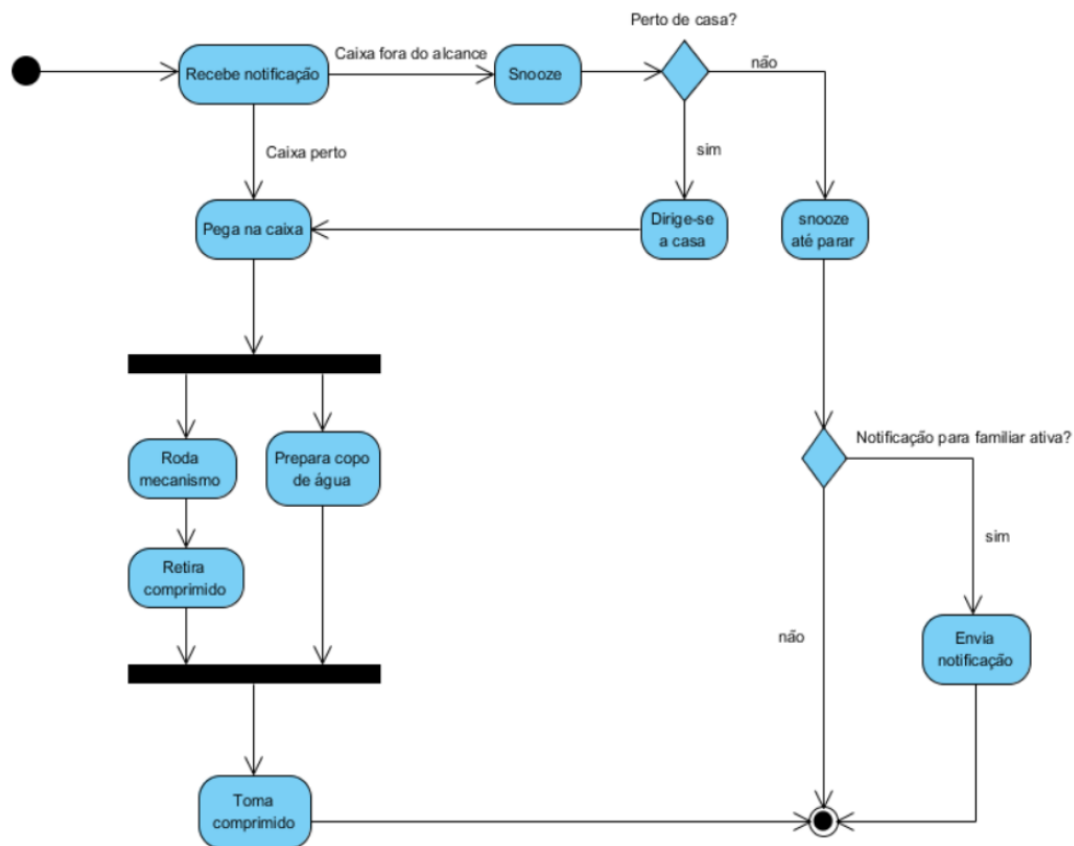 Perto de casa?
Caixa fora do alcance
não
Recebe notificação
Snooze
Caixa perto
sim
Pega na caixa
Dirige-se
a casa
snooze
até parar
Notificação para familiar ativa?
Roda
mecanismo
Prepara copo
de água
sim
Retira
comprimido
não
Envia
notificação
Toma
comprimido